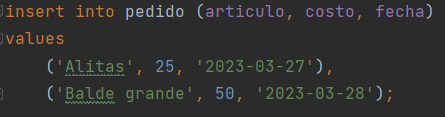 insert into pedido (articulo, costo, fecha)
values
('Alitas', 25, '2023-03-27'),
('Balde grande', 50, '2023-03-28');